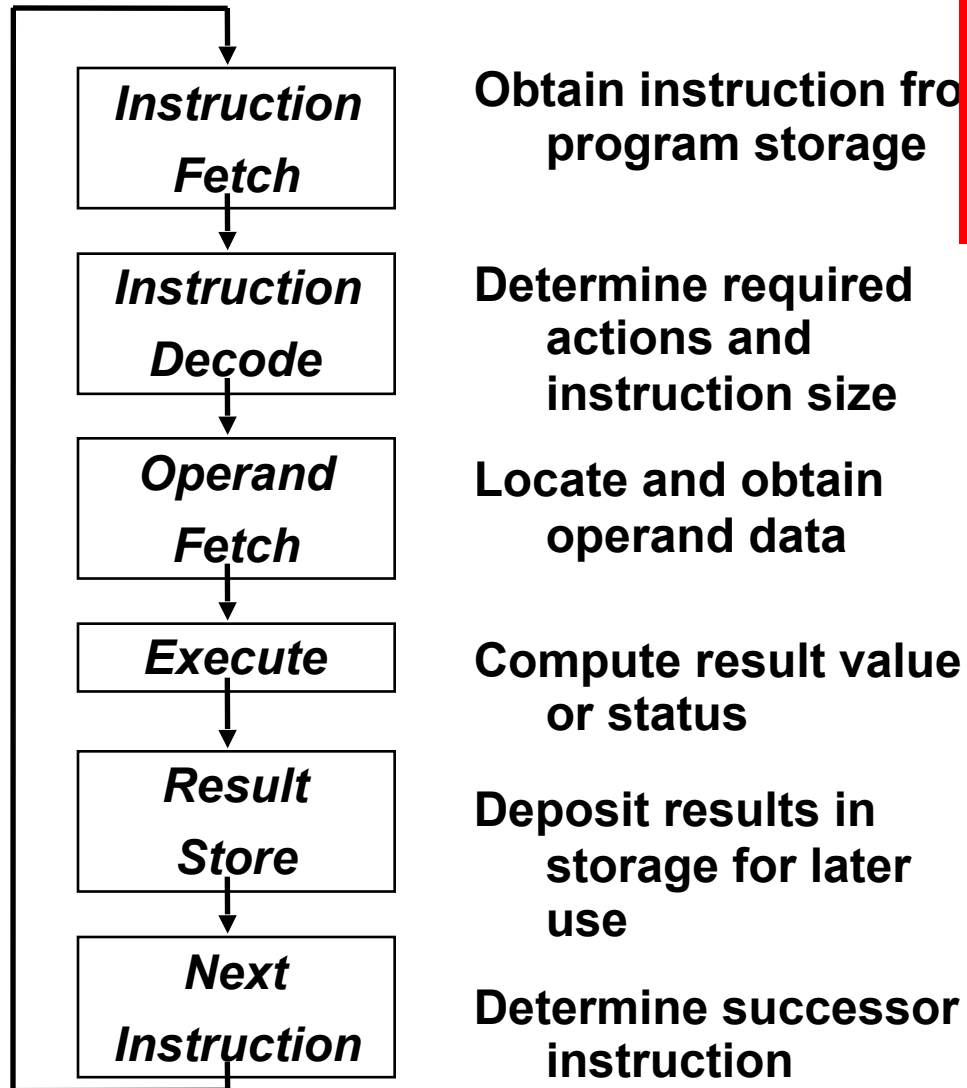 Instruction
Fetch
Obtain instruction fro
program storage
Instruction
Decode
Determine required
actions and
instruction size
Operand
Fetch
Locate and obtain
operand data
Execute
Compute result value
or status
Result
Store
Deposit results in
storage for later
use
Next
Instruction
Determine successor
instruction